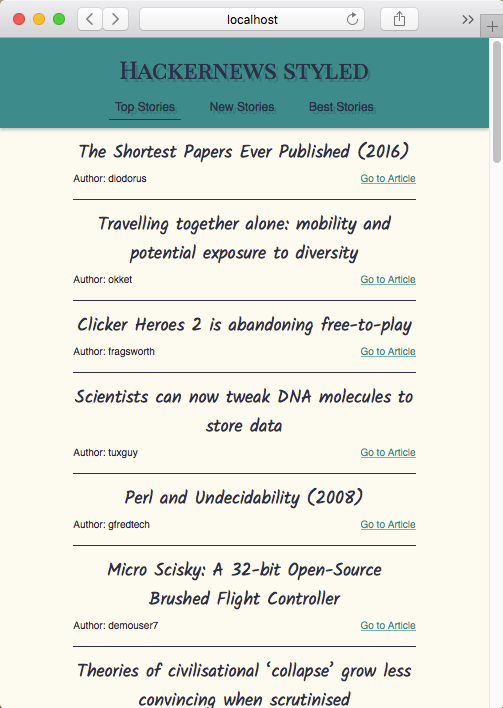 localhost
HACKERNEWS STYLED
Top Stories New Stories Best Stories
The Shortest Papers Ever Published (2016)
Author: diodorus Go to Article
Travelling together alone: mobility and
potential exposure to diversity
Author: okket Go to Article
Clicker Heroes 2 is abandoning free-to-play
Author: fragsworth Go to Article
Scientists can now tweak DNA molecules to
store data
Author: tuxguy Go to Article
Perl and Undecidability (2008)
Author: gfredtech Go to Article
Micro Scisky: A 32-bit Open-Source
Brushed Flight Controller
Author: demouser7 Go to Article
Theories of civilisational ‘collapse’ grow less
convincing when scrutinised